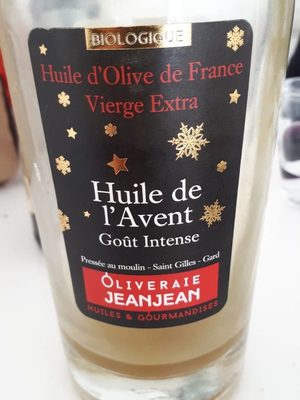 BIOLOGIQUE
Huile d'Olive de France
Vierge Extra
Huile de
l'Avent
Goût Intense
Pressée au moulin - Saint Gilles - Gard
OLIVERAIE
JEANJEAN
HUILES & GOURMANDISES